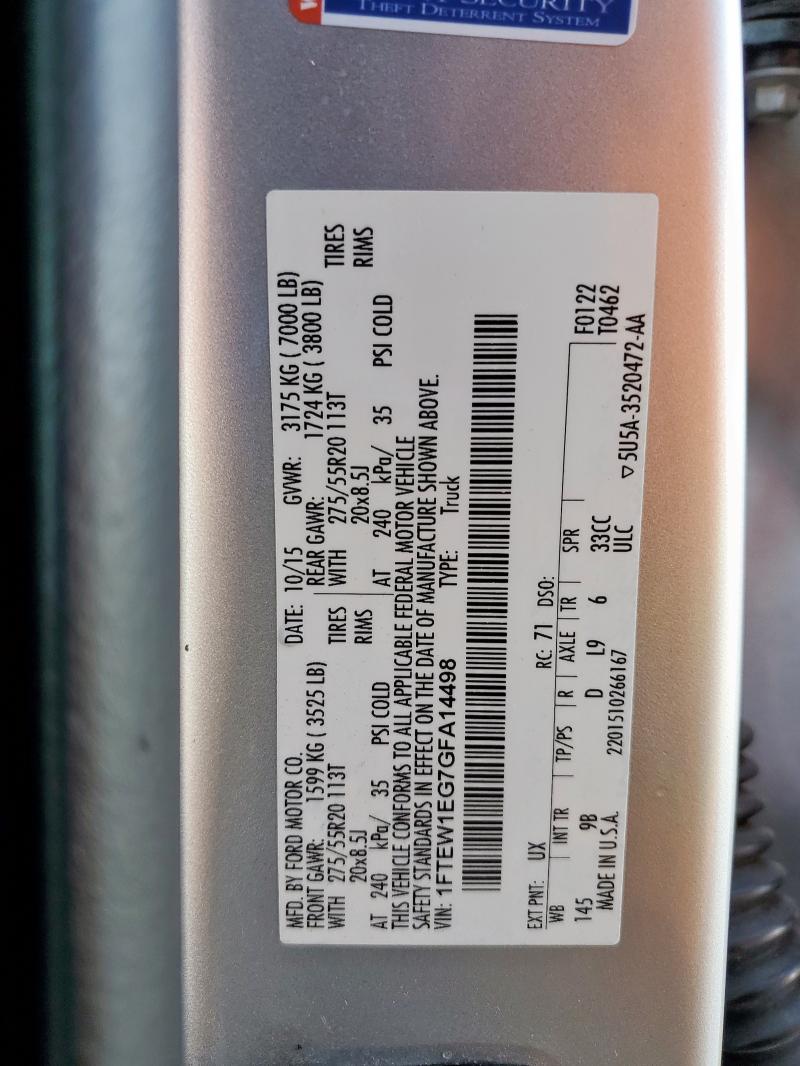 SECURITY
THEFT DETERRENT SYSTEM
MFD. BY FORD MOTOR CO.
DATE: 10/15 GVWR: 3175 KG ( 7000 LB)
FRONT GAWR: 1599 KG ( 3525 LB)
REAR GAWR: 1724 KG ( 3800 LB)
WITH 275/55R20 113T TIRES
WITH 275/55R20 113T TIRES
20x8.5J RIMS
20x8.5J RIMS
AT 240 kPa/ 35 PSI COLD
AT 240 kPa/ 35 PSI COLD
THIS VEHICLE CONFORMS TO ALL APPLICABLE FEDERAL MOTOR VEHICLE
SAFETY STANDARDS IN EFFECT ON THE DATE OF MANUFACTURE SHOWN ABOVE.
VIN: 1FTEW1EG7GFA14498 TYPE: Truck
EXT PNT: UX RC: 71 DSO:
WB INT TR TP/PS R AXLE TR SPR F0122
145 9B D L9 6 33CC T0462
MADE IN U.S.A. 2201510266167 ULC
▽5U5A-3520472-AA